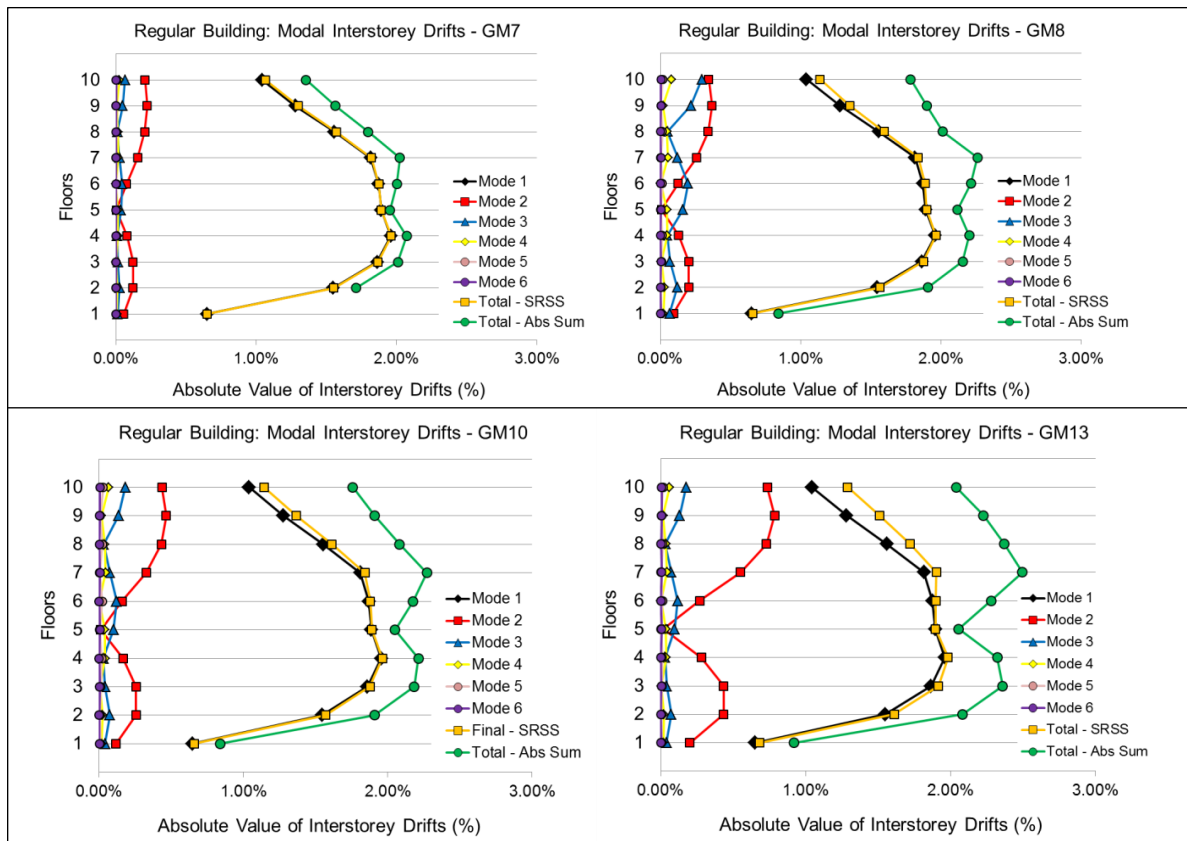 Regular Building: Modal Interstorey Drifts - GM7
10
9
8
7
6
5
4
3
2
1
Floors
Mode 1
Mode 2
Mode 3
Mode 4
Mode 5
Mode 6
Total - SRSS
Total - Abs Sum
0.00% 1.00% 2.00% 3.00%
Absolute Value of Interstorey Drifts (%)
Regular Building: Modal Interstorey Drifts - GM8
10
9
8
7
6
5
4
3
2
1
Floors
Mode 1
Mode 2
Mode 3
Mode 4
Mode 5
Mode 6
Total - SRSS
Total - Abs Sum
0.00% 1.00% 2.00% 3.00%
Absolute Value of Interstorey Drifts (%)
Regular Building: Modal Interstorey Drifts - GM10
10
9
8
7
6
5
4
3
2
1
Floors
Mode 1
Mode 2
Mode 3
Mode 4
Mode 5
Mode 6
Final - SRSS
Total - Abs Sum
0.00% 1.00% 2.00% 3.00%
Absolute Value of Interstorey Drifts (%)
Regular Building: Modal Interstorey Drifts - GM13
10
9
8
7
6
5
4
3
2
1
Floors
Mode 1
Mode 2
Mode 3
Mode 4
Mode 5
Mode 6
Total - SRSS
Total - Abs Sum
0.00% 1.00% 2.00% 3.00%
Absolute Value of Interstorey Drifts (%)